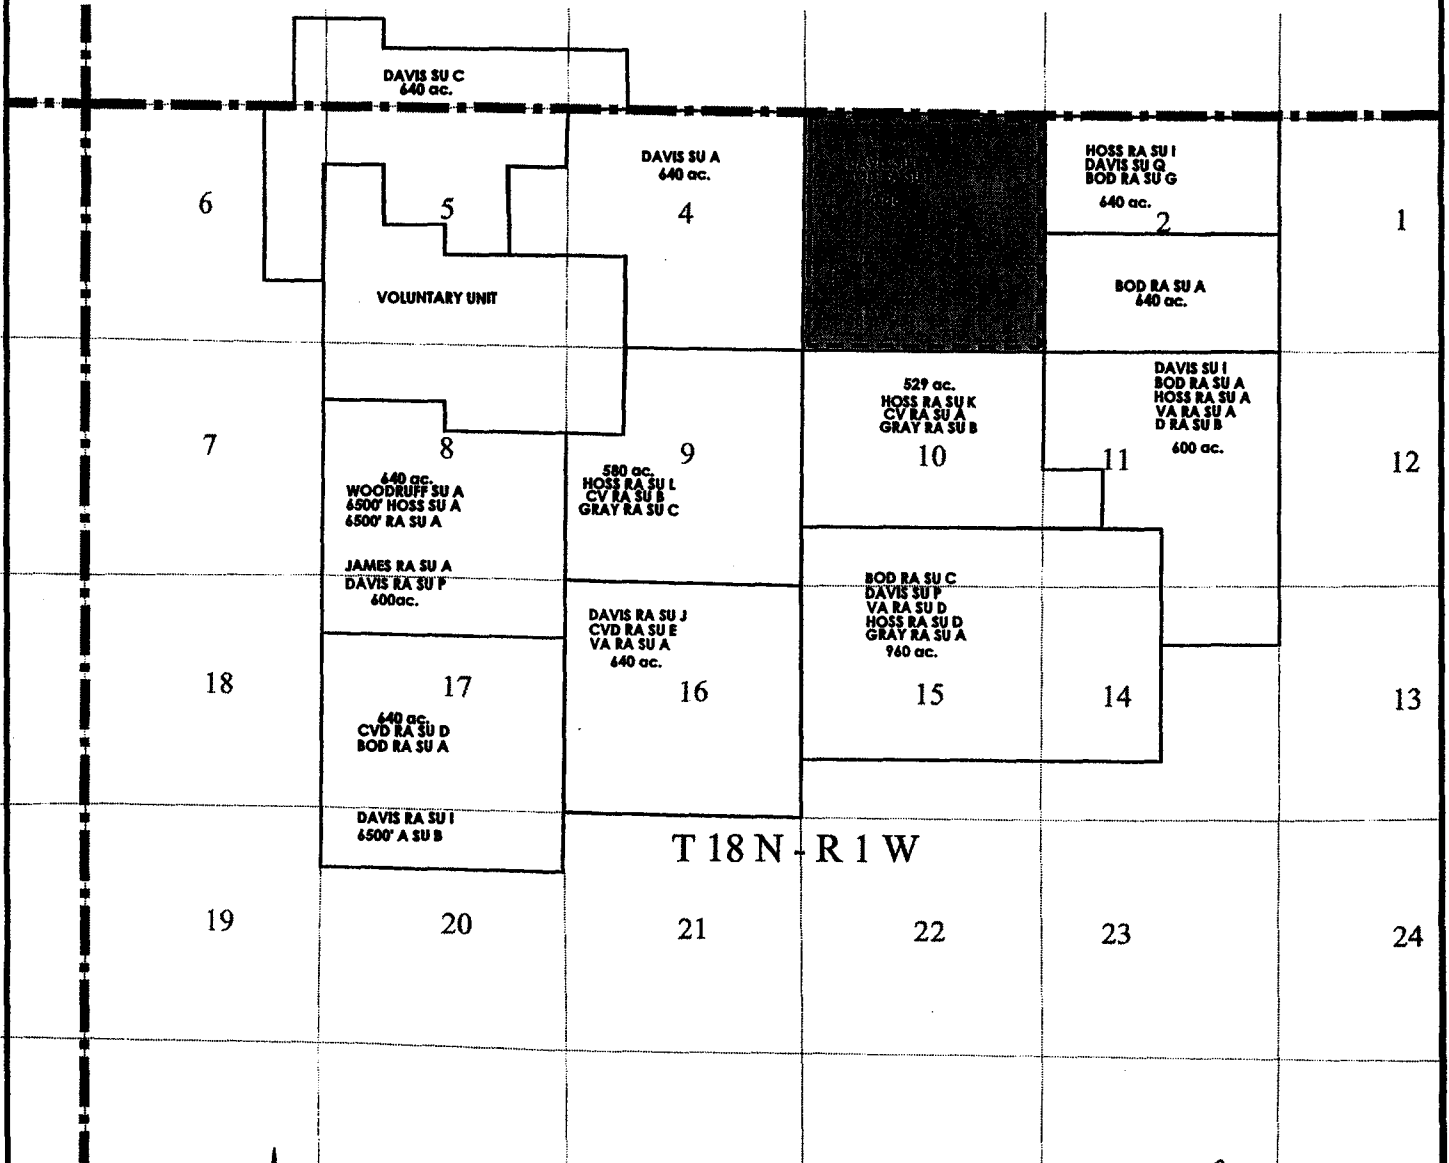 DAVIS SU C
640 ac.
6
5
VOLUNTARY UNIT
DAVIS SU A
640 ac.
4
HOSS RA SU I
DAVIS SU Q
BOD RA SU G
640 ac.
2
BOD RA SU A
640 ac.
1
7
8
640 ac.
WOODRUFF SU A
6500' HOSS SU A
6500' RA SU A
JAMES RA SU A
DAVIS RA SU P
600ac.
9
580 ac.
HOSS RA SU L
CV RA SU B
GRAY RA SU C
529 ac.
HOSS RA SU K
CV RA SU A
GRAY RA SU B
10
DAVIS SU I
BOD RA SU A
HOSS RA SU A
VA RA SU A
D RA SU B
600 ac.
11
12
18
17
640 ac.
CVD RA SU D
BOD RA SU A
DAVIS RA SU I
6500' A SU B
DAVIS RA SU J
CVD RA SU E
VA RA SU A
640 ac.
16
BOD RA SU C
DAVIS SU P
VA RA SU D
HOSS RA SU D
GRAY RA SU A
960 ac.
15
14
13
T 18 N - R 1 W
19
20
21
22
23
24